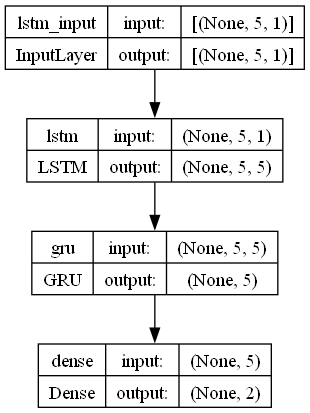 lstm_input input: [(None, 5, 1)]
InputLayer output: [(None, 5, 1)]
lstm input: (None, 5, 1)
LSTM output: (None, 5, 5)
gru input: (None, 5, 5)
GRU output: (None, 5)
dense input: (None, 5)
Dense output: (None, 2)